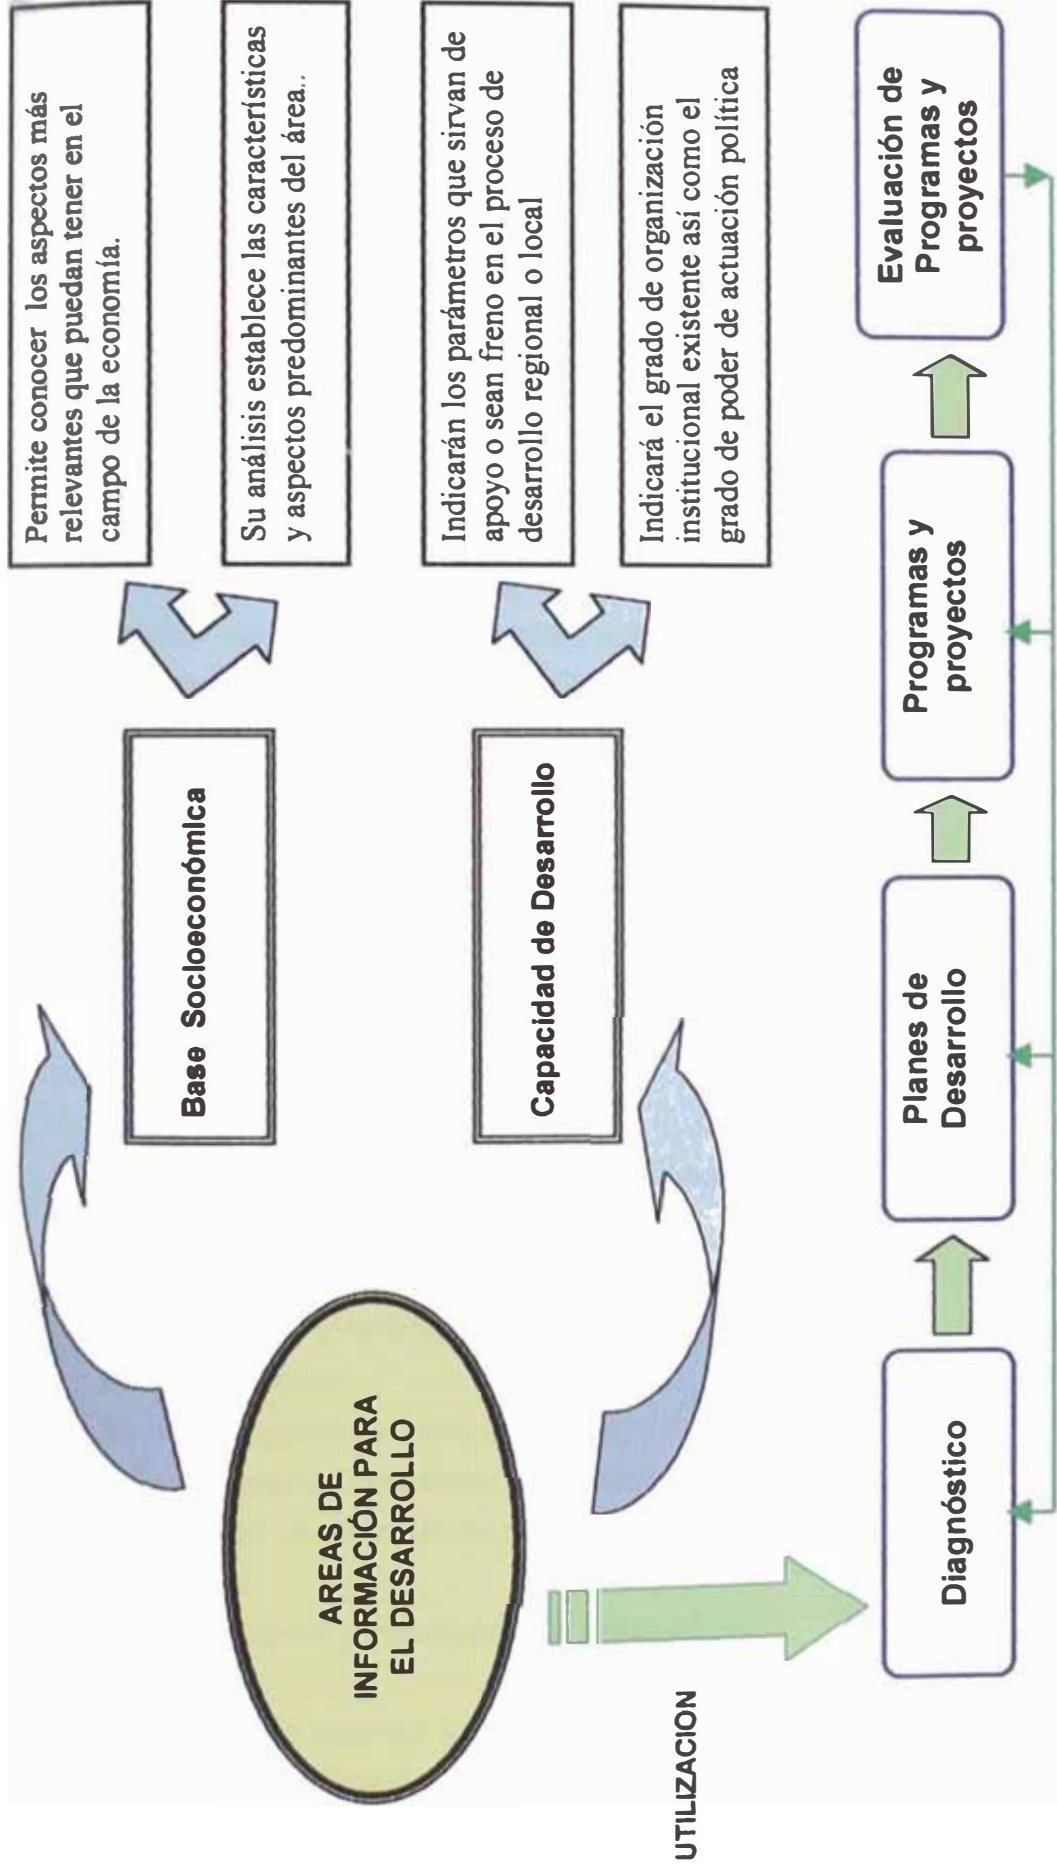 AREAS DE
INFORMACIÓN PARA
EL DESARROLLO
Base Socioeconómica
Permite conocer los aspectos más
relevantes que puedan tener en el
campo de la economía.
Su análisis establece las características
y aspectos predominantes del área..
Capacidad de Desarrollo
Indicarán los parámetros que sirvan de
apoyo o sean freno en el proceso de
desarrollo regional o local
Indicará el grado de organización
institucional existente así como el
grado de poder de actuación política
UTILIZACION
Diagnóstico
Planes de
Desarrollo
Programas y
proyectos
Evaluación de
Programas y
proyectos